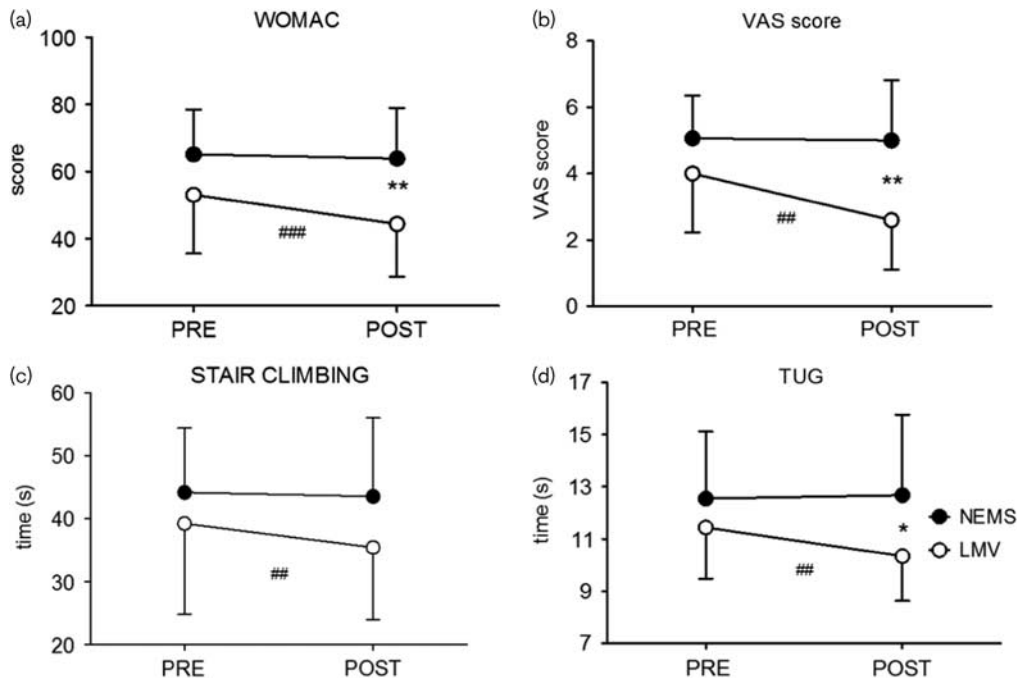 (a)
WOMAC
100
80
60
40
20
score
**
###
PRE
POST
(b)
VAS score
8
6
4
2
0
VAS score
**
##
PRE
POST
(c)
STAIR CLIMBING
60
50
40
30
20
time (s)
##
PRE
POST
(d)
TUG
17
15
13
11
9
7
time (s)
*
##
PRE
POST
NEMS
LMV